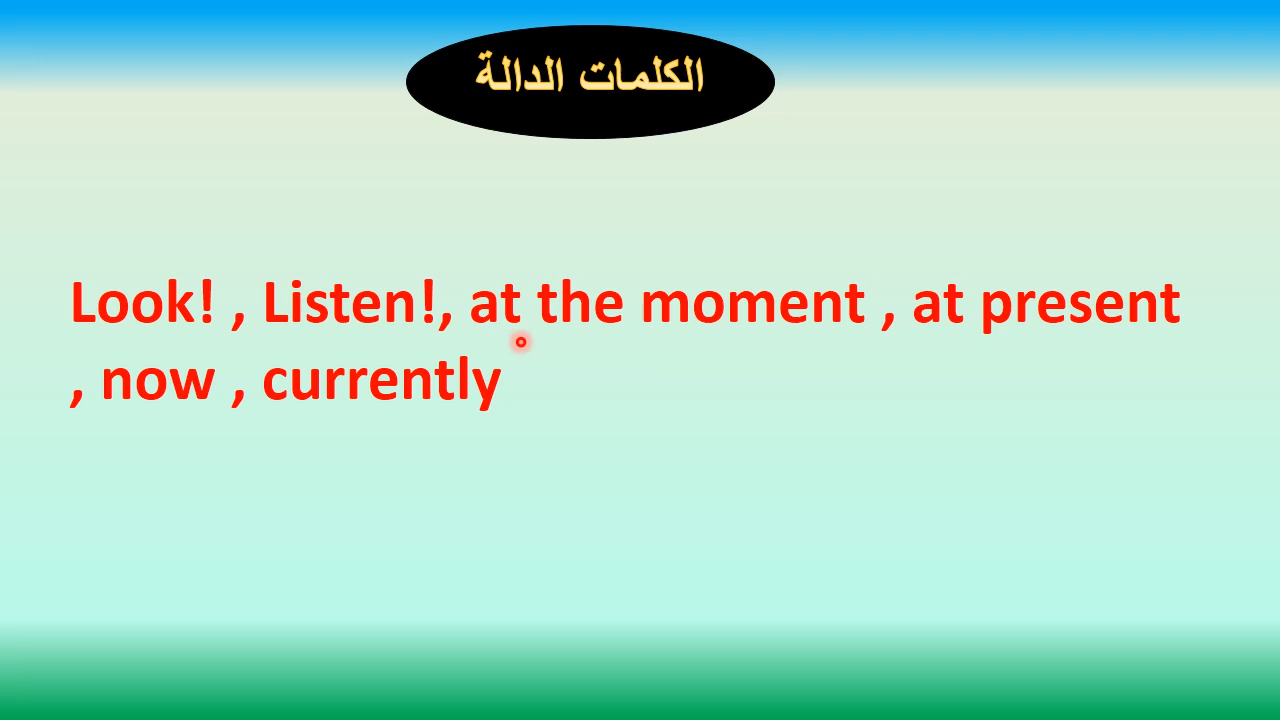 الكلمات الدالة
Look! , Listen!, at the moment , at present
, now , currently